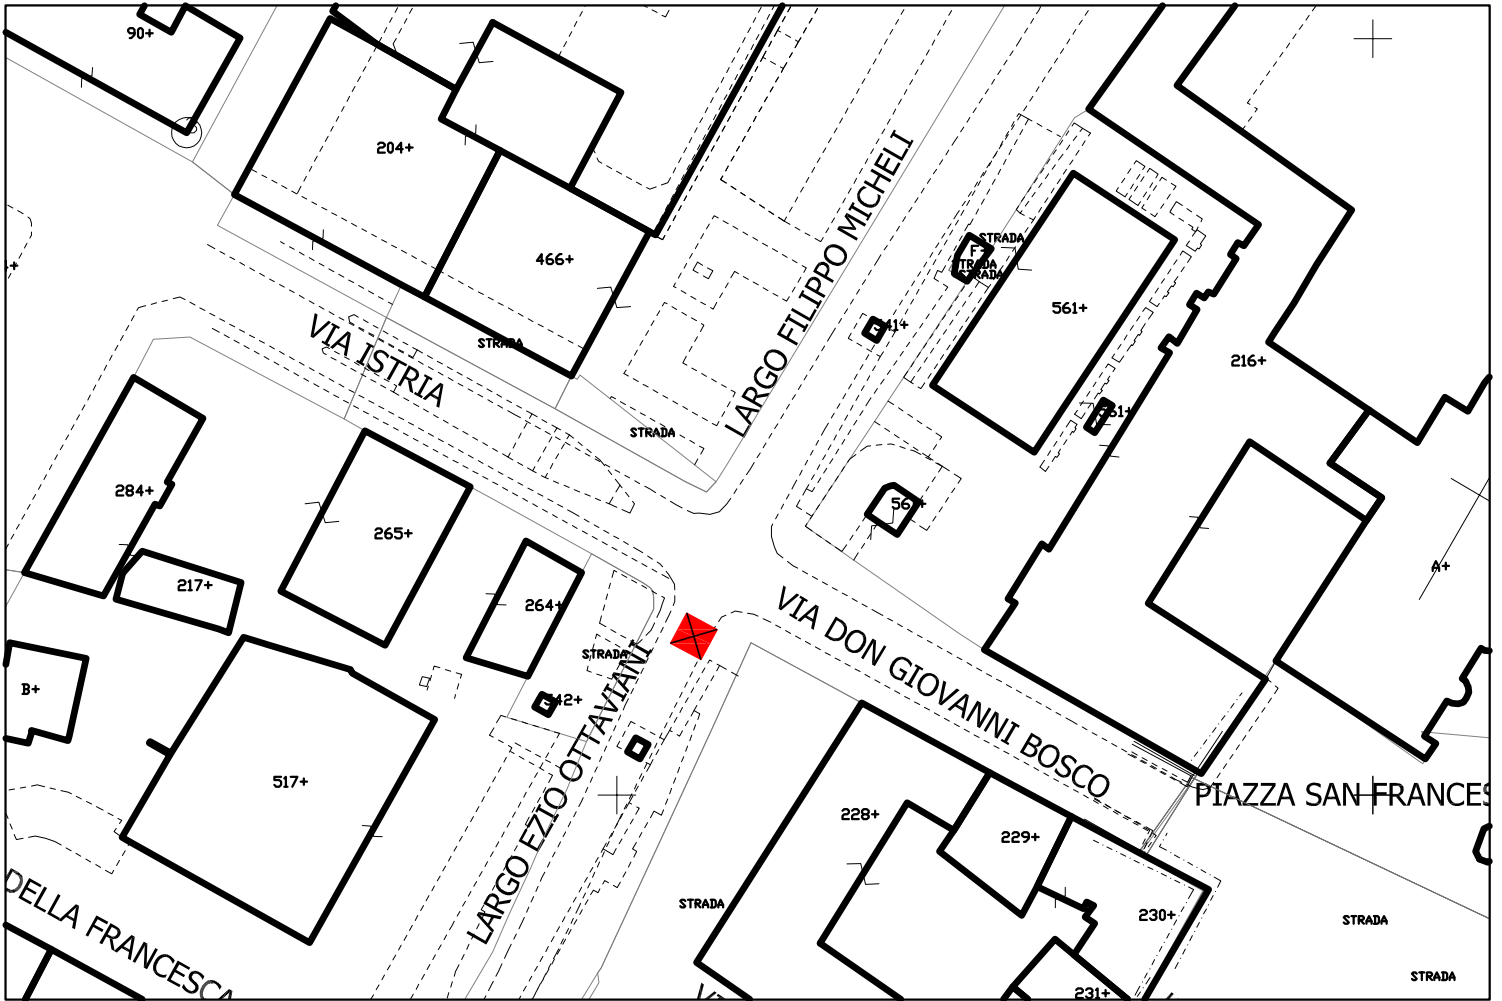 90+
204+
466+
LARGO FILIPPO MICHELI
STRADA
F+
STRADA
STRADA
561+
216+
VIA ISTRIA
STRADA
STRADA
284+
265+
217+
264+
A+
STRADA
B+
VIA DON GIOVANNI BOSCO
LARGO EZIO OTTAVIANI
517+
PIAZZA SAN FRANCES
228+
229+
DELLA FRANCESCA
STRADA
230+
STRADA
STRADA
231+